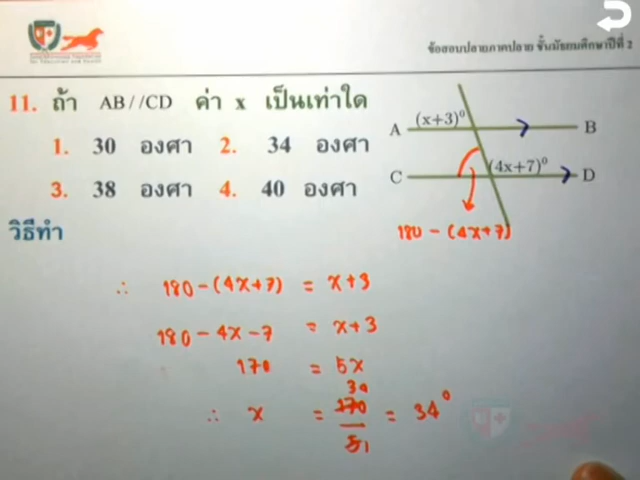 ข้อสอบปลายภาคปลาย ชั้นมัธยมศึกษาปีที่ 2
11. ถ้า AB//CD ค่า x เป็นเท่าใด
1. 30 องศา 2. 34 องศา
3. 38 องศา 4. 40 องศา
A (x+3)⁰ B
C (4x+7)⁰ D
180 - (4x+7)
วิธีทำ
∴ 180-(4x+7) = x+3
180-4x-7 = x+3
170 = 5x
34
∴ x = 170/51 = 34⁰